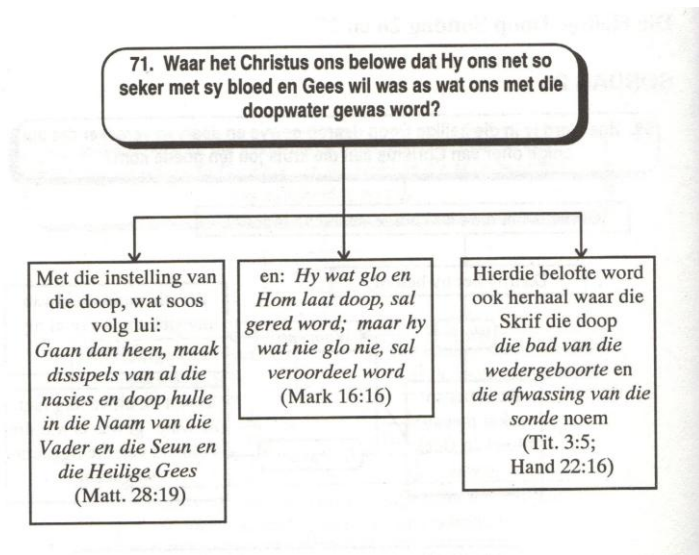 71. Waar het Christus ons belowe dat Hy ons net so
seker met sy bloed en Gees wil was as wat ons met die
doopwater gewas word?
Met die instelling van
die doop, wat soos
volg lui:
Gaan dan heen, maak
dissipels van al die
nasies en doop hulle
in die Naam van die
Vader en die Seun en
die Heilige Gees
(Matt. 28:19)
en: Hy wat glo en
Hom laat doop, sal
gered word; maar hy
wat nie glo nie, sal
veroordeel word
(Mark 16:16)
Hierdie belofte word
ook herhaal waar die
Skrif die doop
die bad van die
wedergeboorte en
die afwassing van die
sonde noem
(Tit. 3:5;
Hand 22:16)